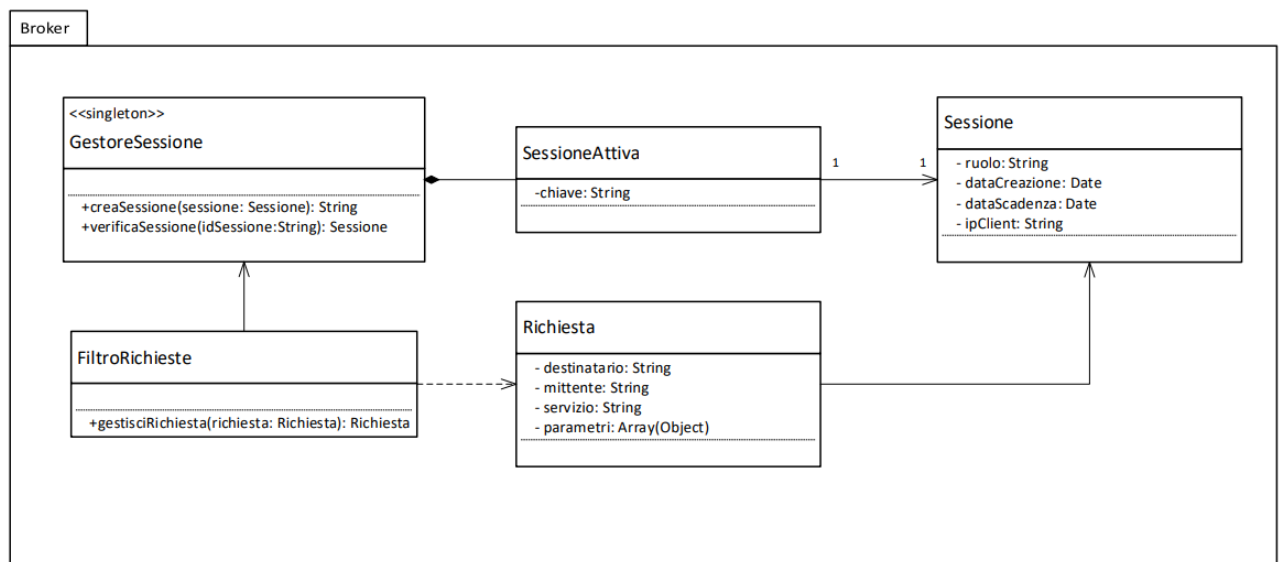 Broker
<<singleton>>
GestoreSessione
+creaSessione(sessione: Sessione): String
+verificaSessione(idSessione:String): Sessione
SessioneAttiva
-chiave: String
1
1
Sessione
- ruolo: String
- dataCreazione: Date
- dataScadenza: Date
- ipClient: String
FiltroRichieste
+gestisciRichiesta(richiesta: Richiesta): Richiesta
Richiesta
- destinatario: String
- mittente: String
- servizio: String
- parametri: Array(Object)